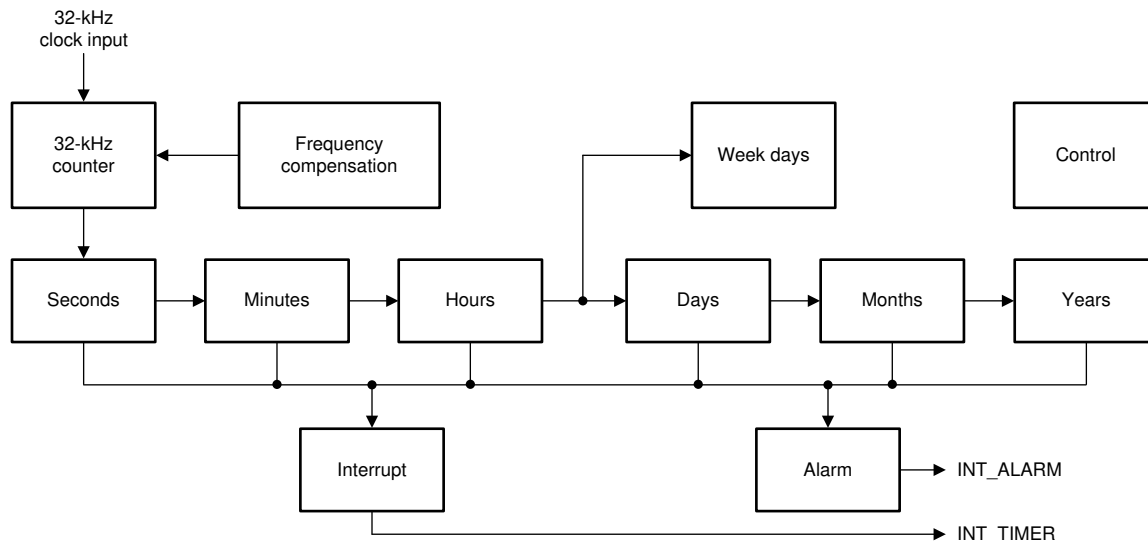 32-kHz
clock input
32-kHz
counter
Frequency
compensation
Week days
Control
Seconds
Minutes
Hours
Days
Months
Years
Interrupt
Alarm
INT_ALARM
INT_TIMER